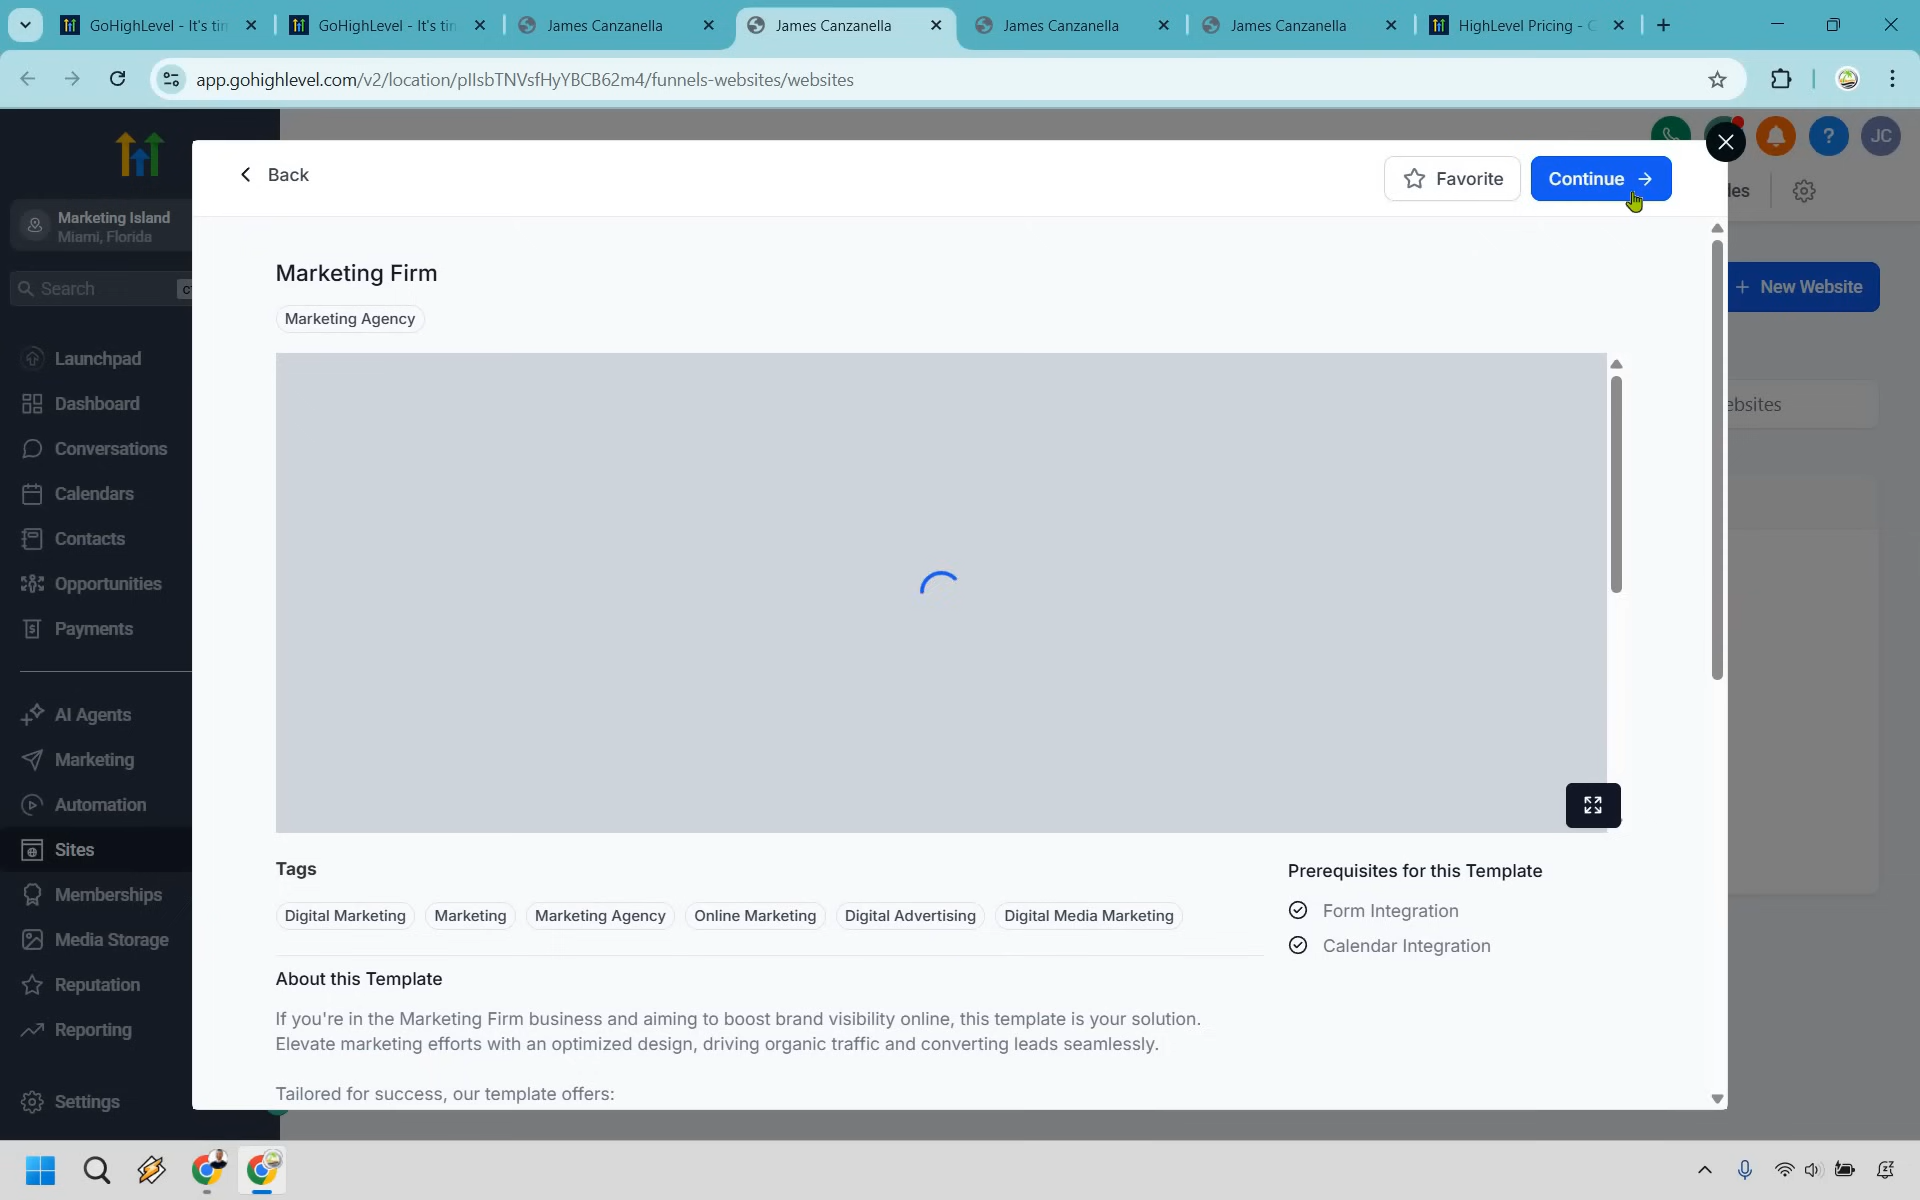 GoHighLevel - It's tin
GoHighLevel - It's tin
James Canzanella
James Canzanella
James Canzanella
James Canzanella
HighLevel Pricing - C
app.gohighlevel.com/v2/location/pIIsbTNVsfHyYBCB62m4/funnels-websites/websites
JC
Back
Favorite
Continue
les
Marketing Island
Miami, Florida
Search
New Website
Marketing Firm
Marketing Agency
ebsites
Launchpad
Dashboard
Conversations
Calendars
Contacts
Opportunities
Payments
AI Agents
Marketing
Automation
Sites
Memberships
Media Storage
Reputation
Reporting
Settings
Tags
Digital Marketing
Marketing
Marketing Agency
Online Marketing
Digital Advertising
Digital Media Marketing
Prerequisites for this Template
Form Integration
Calendar Integration
About this Template
If you're in the Marketing Firm business and aiming to boost brand visibility online, this template is your solution.
Elevate marketing efforts with an optimized design, driving organic traffic and converting leads seamlessly.
Tailored for success, our template offers: